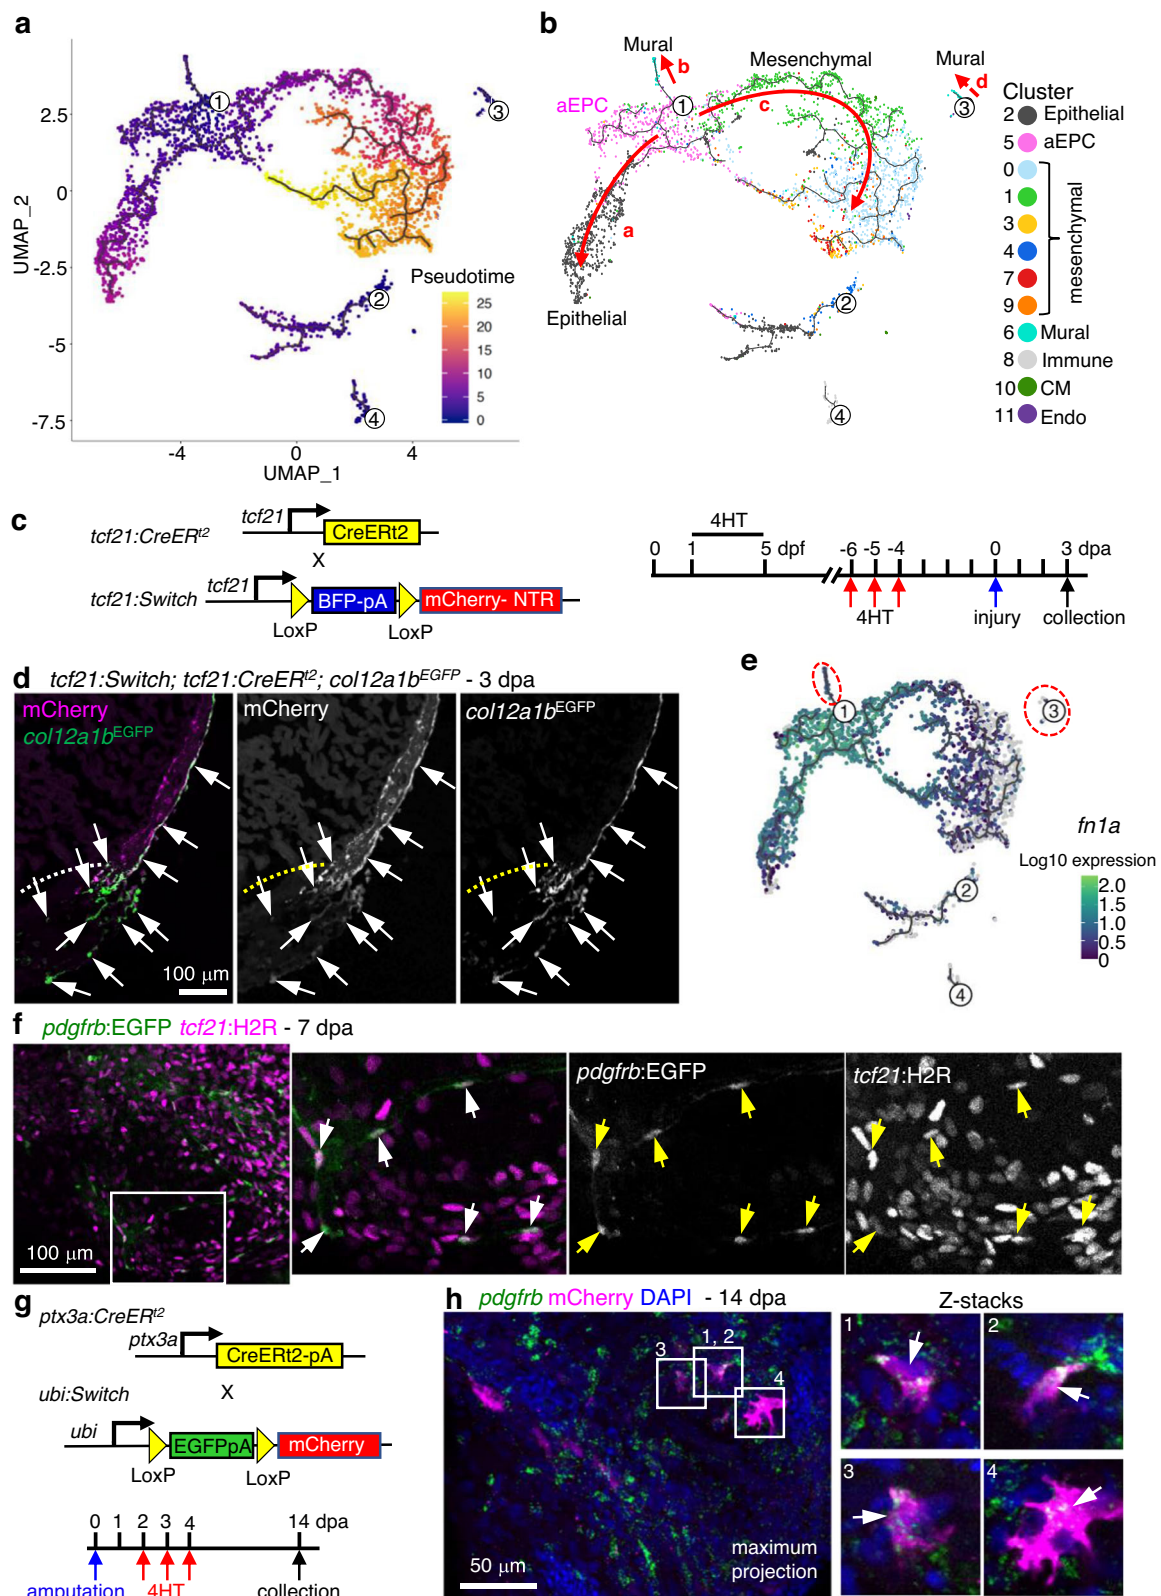 a
2.5
0
-2.5
-5
-7.5
UMAP_2
-4
0
4
UMAP_1
1
2
3
4
Pseudotime
25
20
15
10
5
0
b
Mural
b
Mesenchymal
Mural
d
aEPC
1
c
3
a
Epithelial
2
4
Cluster
2 Epithelial
5 aEPC
0
1
3
4
7
9
mesenchymal
6 Mural
8 Immune
10 CM
11 Endo
c
tcf21
tcf21:CreERt2
CreERt2
X
tcf21
tcf21:Switch
BFP-pA
mCherry- NTR
LoxP
LoxP
4HT
0 1 5 dpf -6 -5 -4 0 3 dpa
4HT
injury
collection
d
tcf21:Switch; tcf21:CreERt2; col12a1bEGFP - 3 dpa
mCherry
col12a1bEGFP
mCherry
col12a1bEGFP
100 µm
e
1
3
2
4
fn1a
Log10 expression
2.0
1.5
1.0
0.5
0
f
pdgfrb:EGFP tcf21:H2R - 7 dpa
pdgfrb:EGFP
tcf21:H2R
100 µm
g
ptx3a:CreERt2
ptx3a
CreERt2-pA
X
ubi:Switch
ubi
EGFPpA
mCherry
LoxP
LoxP
0 1 2 3 4 14 dpa
amputation
4HT
collection
h
pdgfrb mCherry DAPI - 14 dpa
Z-stacks
3
1, 2
4
50 µm
maximum
projection
1
2
3
4